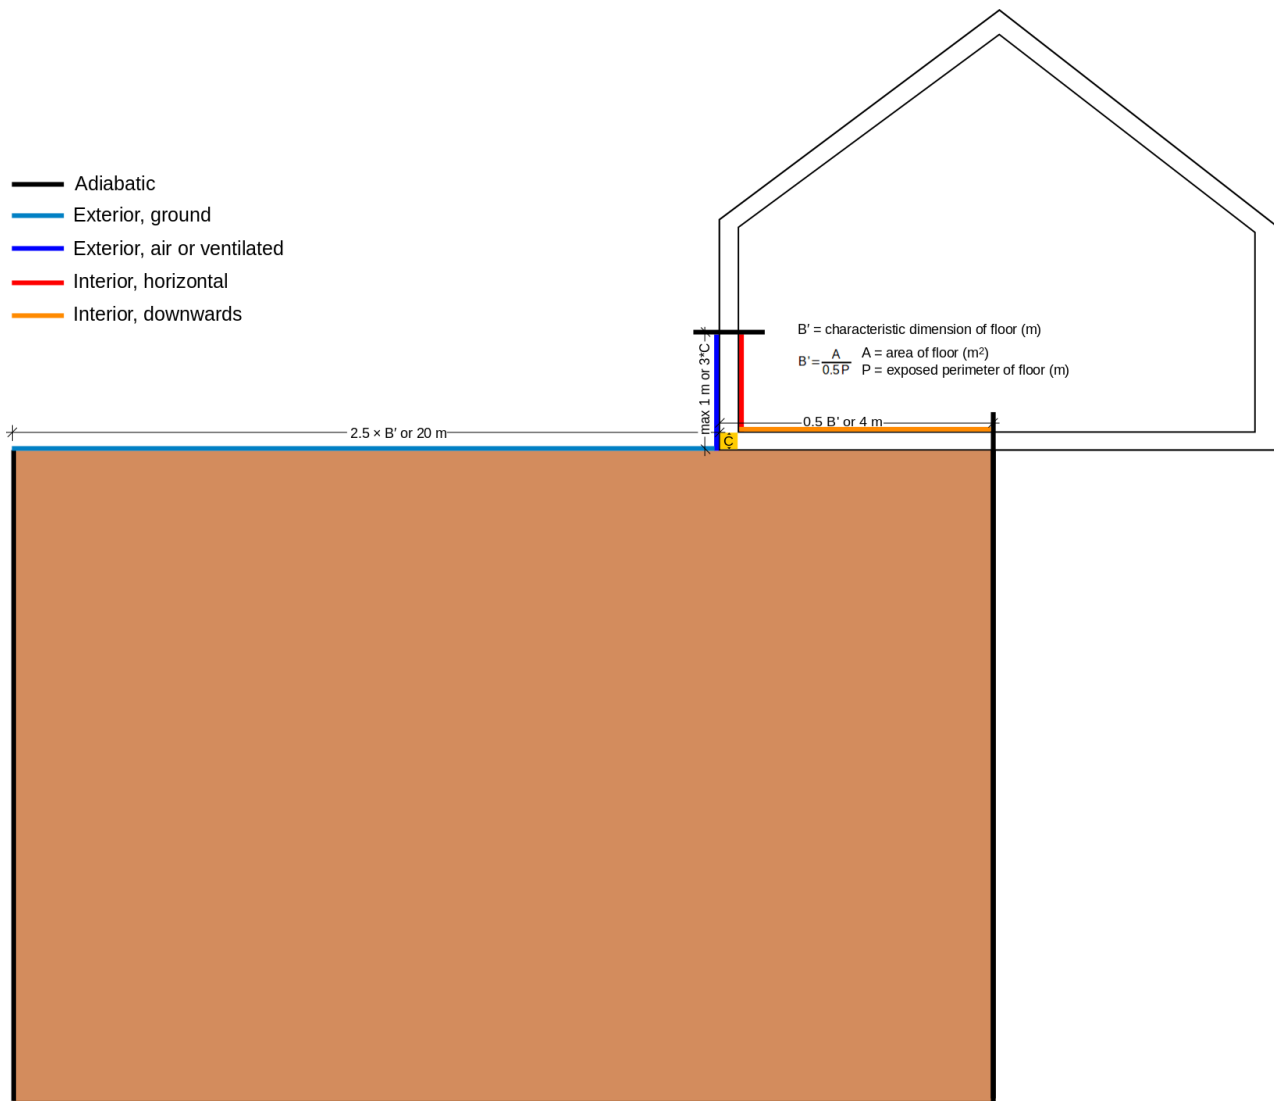 Adiabatic
Exterior, ground
Exterior, air or ventilated
Interior, horizontal
Interior, downwards
B′ = characteristic dimension of floor (m)
B' = A / 0.5 P
A = area of floor (m²)
P = exposed perimeter of floor (m)
max 1 m or 3*C
0.5 B' or 4 m
2.5 × B′ or 20 m
C